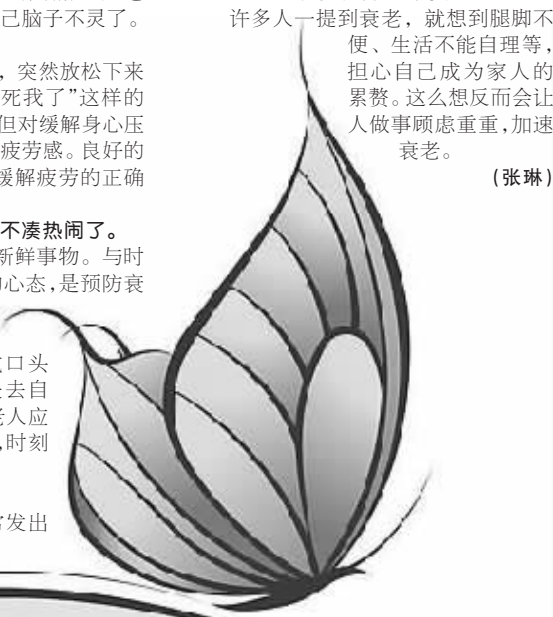 己脑子不灵了。
，突然放松下来
死我了”这样的
但对缓解身心压
疲劳感。良好的
缓解疲劳的正确
不凑热闹了。
新鲜事物。与时
心态，是预防衰
口头
去自
老人应
，时刻
常发出
许多人一提到衰老，就想到腿脚不
便、生活不能自理等，
担心自己成为家人的
累赘。这么想反而会让
人做事顾虑重重，加速
衰老。
（张琳）